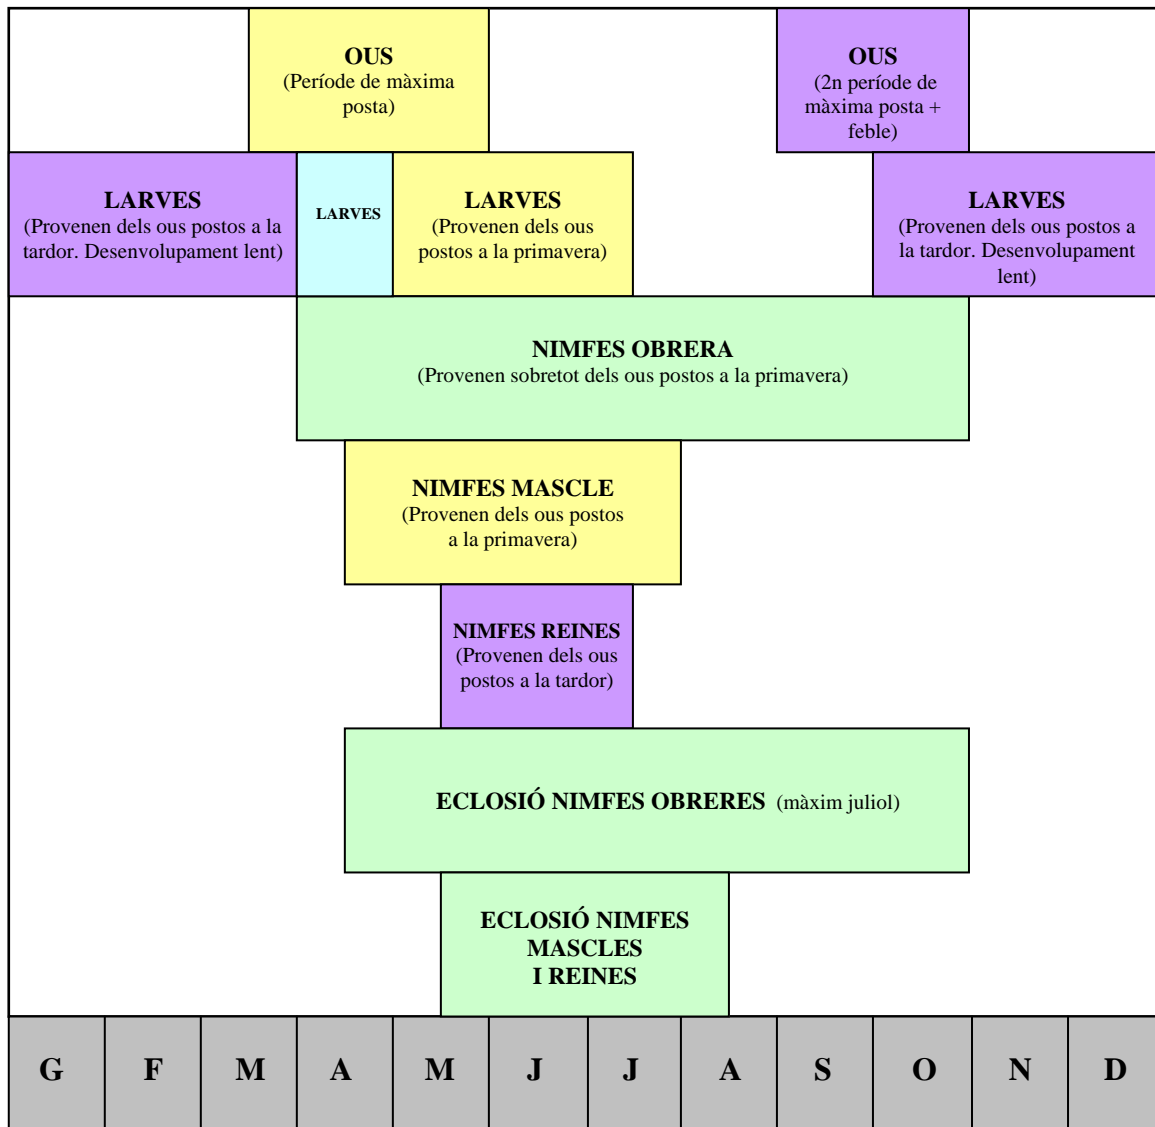 OUS
(Període de màxima
posta)
OUS
(2n període de
màxima posta +
feble)
LARVES
(Provenen dels ous postos a la
tardor. Desenvolupament lent)
LARVES
LARVES
(Provenen dels ous
postos a la primavera)
LARVES
(Provenen dels ous postos a
la tardor. Desenvolupament
lent)
NIMFES OBRERA
(Provenen sobretot dels ous postos a la primavera)
NIMFES MASCLE
(Provenen dels ous postos
a la primavera)
NIMFES REINES
(Provenen dels ous
postos a la tardor)
ECLOSIÓ NIMFES OBRERES (màxim juliol)
ECLOSIÓ NIMFES
MASCLES
I REINES
G F M A M J J A S O N D